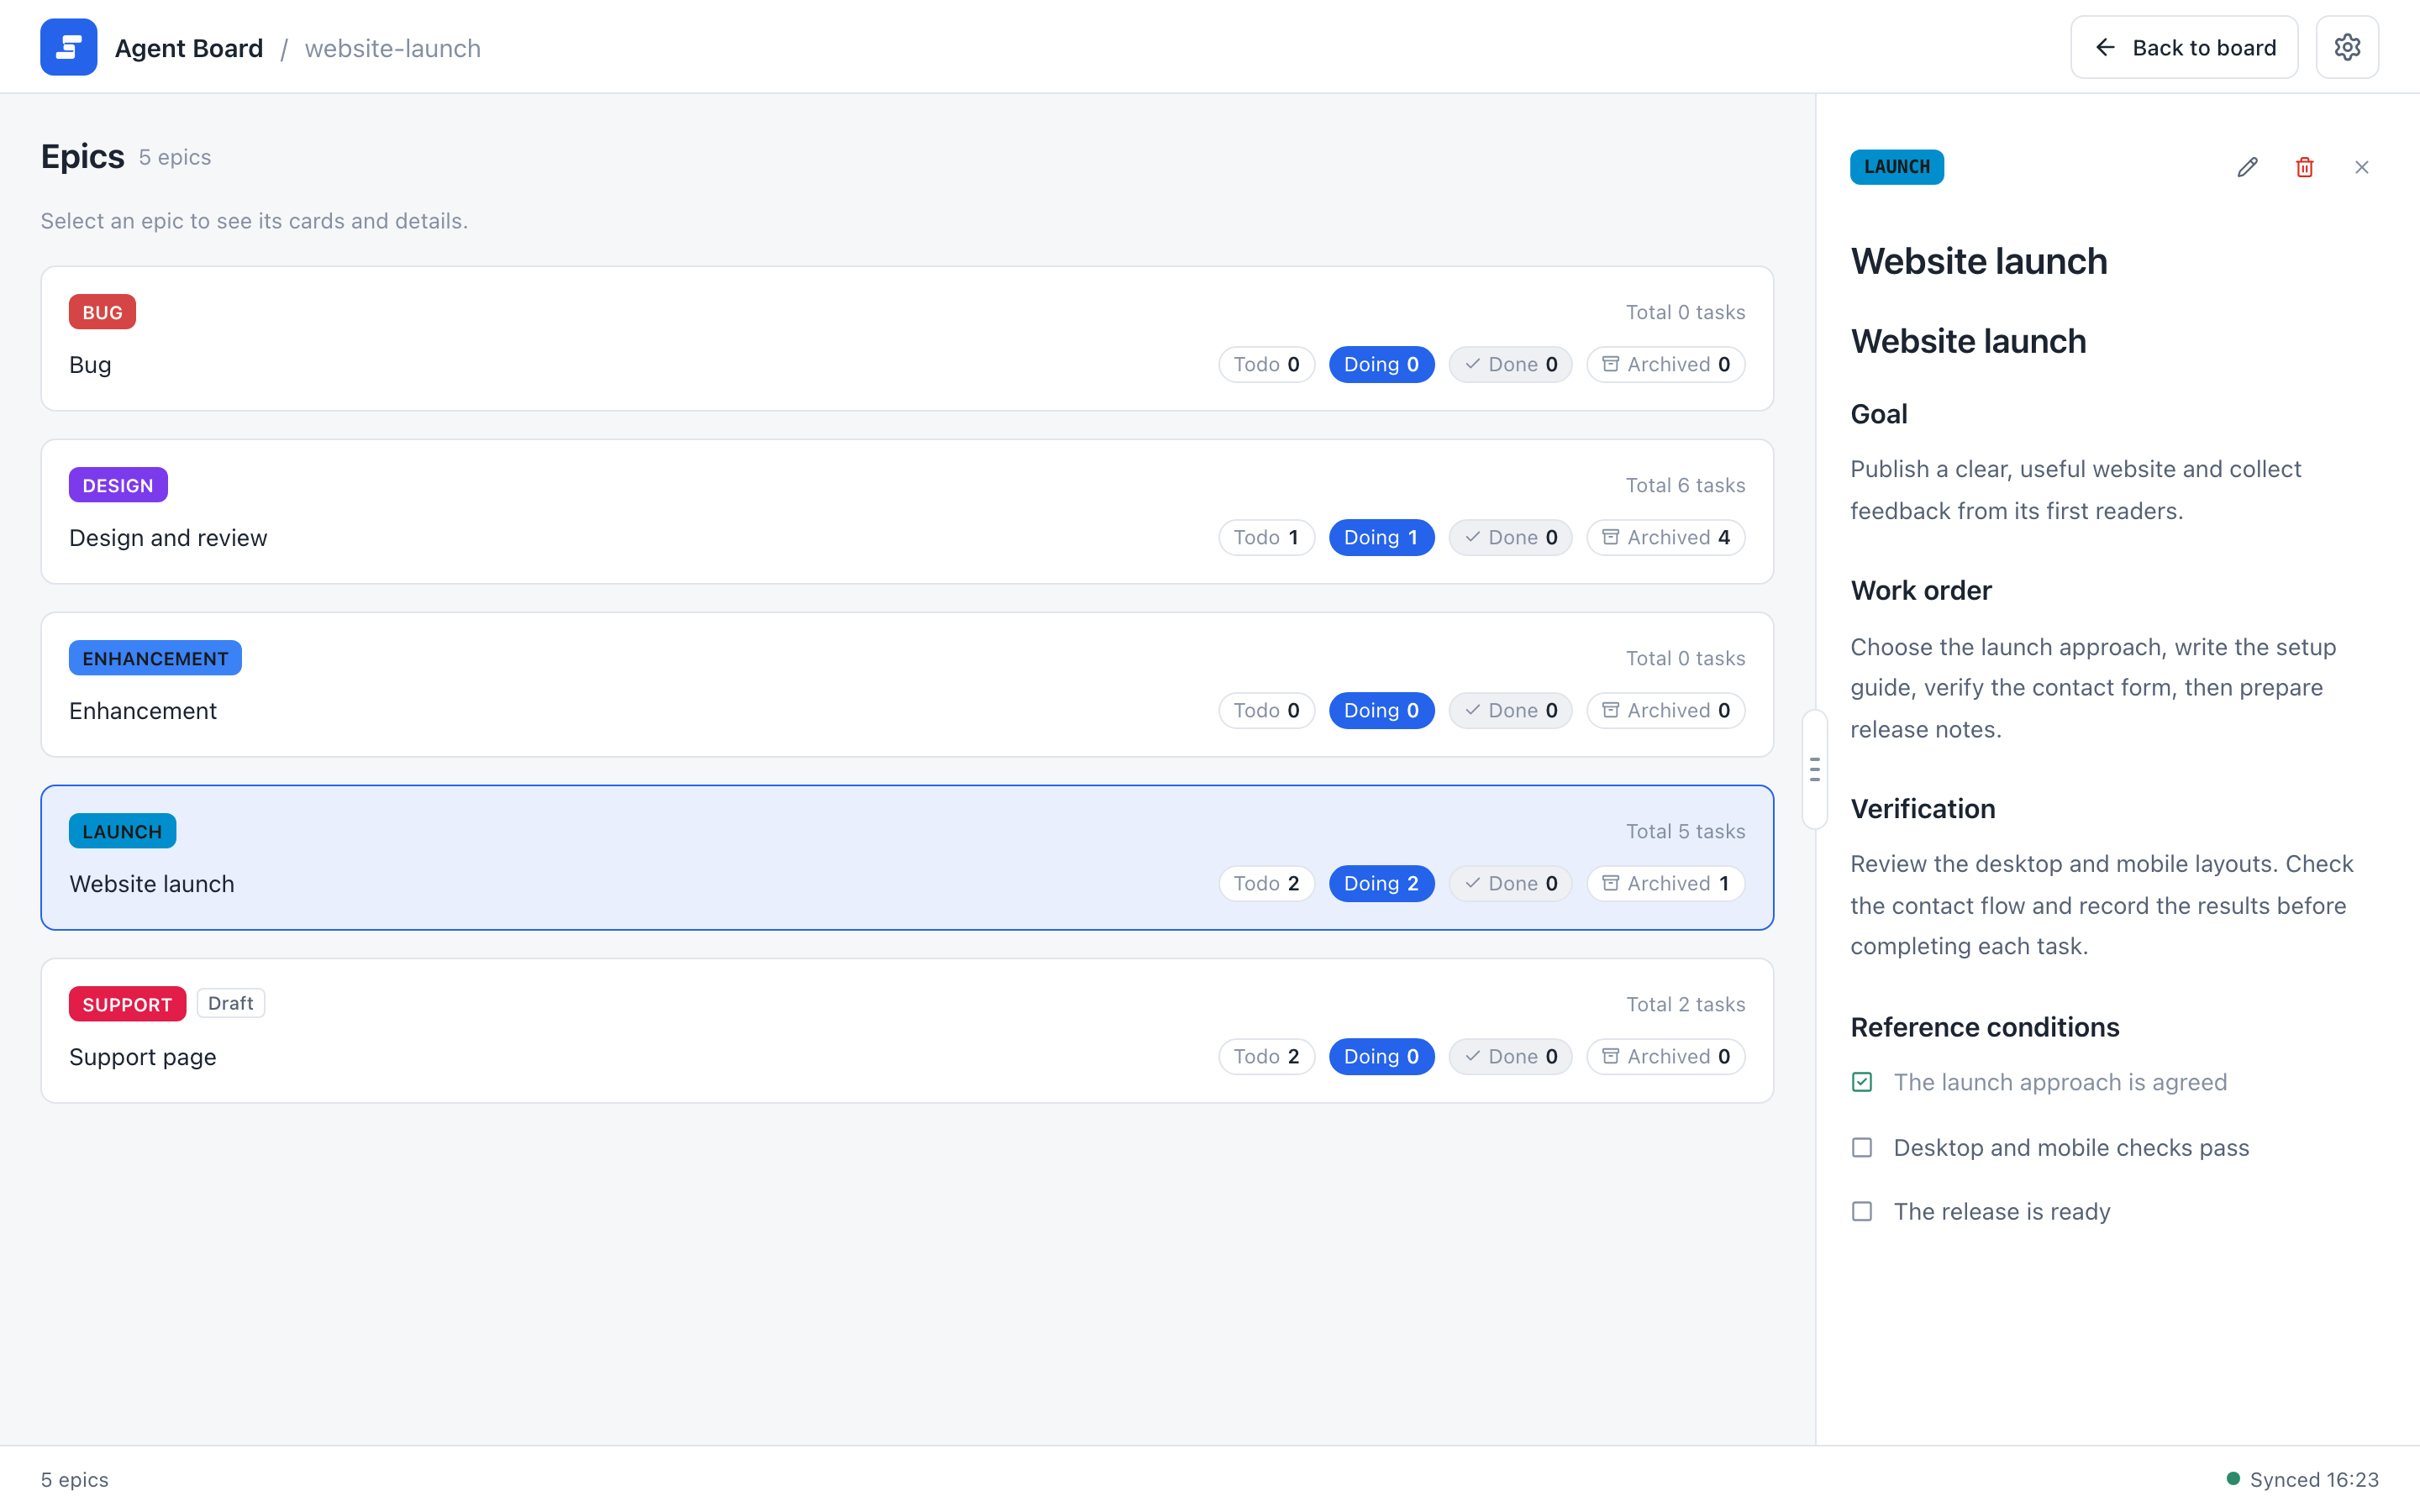 Agent Board / website-launch
Back to board
Epics 5 epics
Select an epic to see its cards and details.
BUG
Total 0 tasks
Bug
Todo 0 Doing 0 Done 0 Archived 0
DESIGN
Total 6 tasks
Design and review
Todo 1 Doing 1 Done 0 Archived 4
ENHANCEMENT
Total 0 tasks
Enhancement
Todo 0 Doing 0 Done 0 Archived 0
LAUNCH
Total 5 tasks
Website launch
Todo 2 Doing 2 Done 0 Archived 1
SUPPORT Draft
Total 2 tasks
Support page
Todo 2 Doing 0 Done 0 Archived 0
LAUNCH
Website launch
Website launch
Goal
Publish a clear, useful website and collect
feedback from its first readers.
Work order
Choose the launch approach, write the setup
guide, verify the contact form, then prepare
release notes.
Verification
Review the desktop and mobile layouts. Check
the contact flow and record the results before
completing each task.
Reference conditions
The launch approach is agreed
Desktop and mobile checks pass
The release is ready
5 epics
Synced 16:23